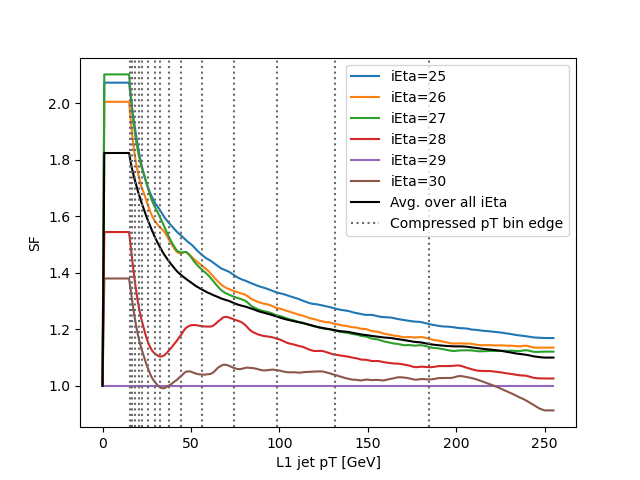 iEta=25
iEta=26
iEta=27
iEta=28
iEta=29
iEta=30
Avg. over all iEta
Compressed pT bin edge
SF
2.0
1.8
1.6
1.4
1.2
1.0
0 50 100 150 200 250
L1 jet pT [GeV]